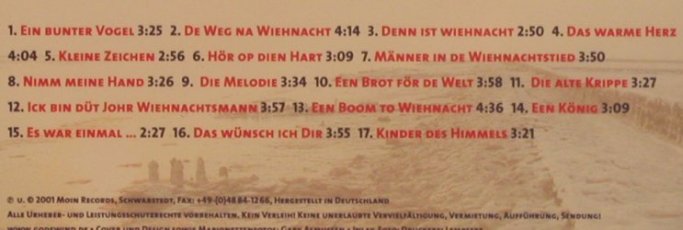 1. Ein bunter Vogel 3:25 2. De Weg na Wiehnacht 4:14 3. Denn ist wiehnacht 2:50 4. Das warme Herz
4:04 5. Kleine Zeichen 2:56 6. Hör op dien Hart 3:09 7. Männer in de Wiehnachtstied 3:50
8. Nimm meine Hand 3:26 9. Die Melodie 3:34 10. Een Brot för de Welt 3:58 11. Die alte Krippe 3:27
12. Ick bin düt Johr Wiehnachtsmann 3:57 13. Een Boom to Wiehnacht 4:36 14. Een König 3:09
15. Es war einmal ... 2:27 16. Das wünsch ich Dir 3:55 17. Kinder des Himmels 3:21
℗ u. © 2001 Moin Records, Schwabstedt, Fax: +49-(0)4884-1266, Hergestellt in Deutschland
Alle Urheber- und Leistungsschutzrechte vorbehalten. Kein Verleih! Keine unerlaubte Vervielfältigung, Vermietung, Aufführung, Sendung!
www.godewind.de • Cover und Design sowie